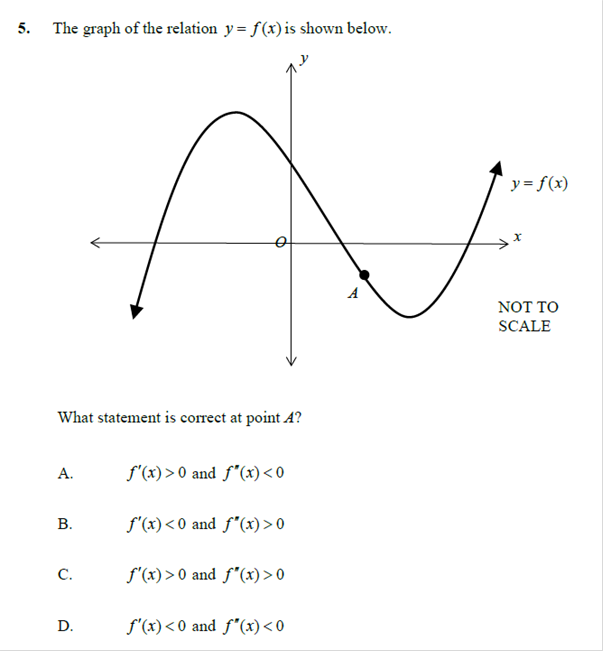 5. The graph of the relation y = f(x) is shown below.
y
y = f(x)
x
O
A
NOT TO
SCALE
What statement is correct at point A?
A. f′(x) > 0 and f″(x) < 0
B. f′(x) < 0 and f″(x) > 0
C. f′(x) > 0 and f″(x) > 0
D. f′(x) < 0 and f″(x) < 0